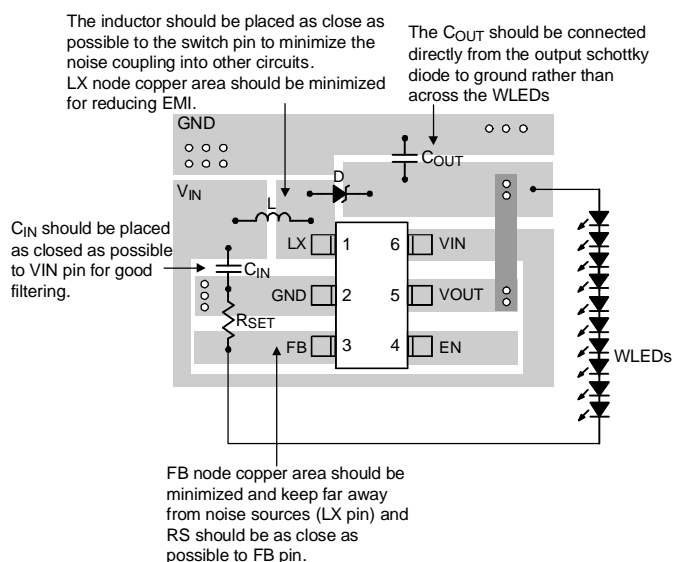 The inductor should be placed as close as
possible to the switch pin to minimize the
noise coupling into other circuits.
LX node copper area should be minimized
for reducing EMI.
The COUT should be connected
directly from the output schottky
diode to ground rather than
across the WLEDs
GND
COUT
D
VIN
L
CIN should be placed
as closed as possible
to VIN pin for good
filtering.
LX 1 6 VIN
CIN
GND 2 5 VOUT
RSET
FB 3 4 EN
WLEDs
FB node copper area should be
minimized and keep far away
from noise sources (LX pin) and
RS should be as close as
possible to FB pin.